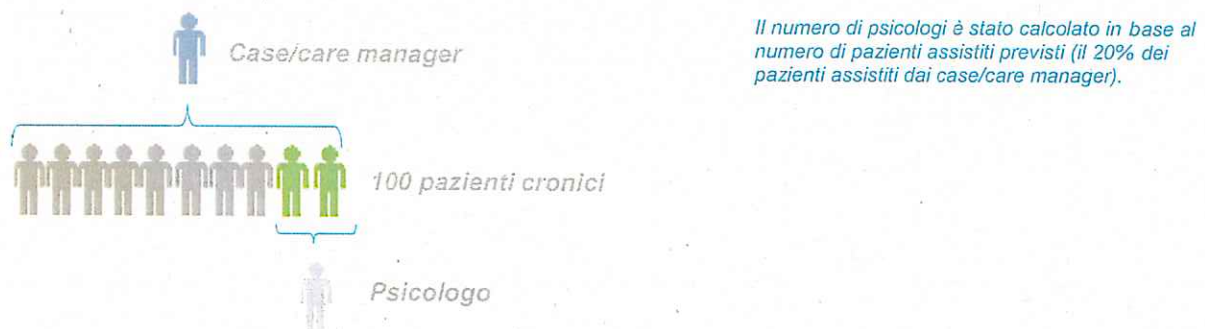 Case/care manager
Il numero di psicologi è stato calcolato in base al
numero di pazienti assistiti previsti (il 20% dei
pazienti assistiti dai case/care manager).
100 pazienti cronici
Psicologo